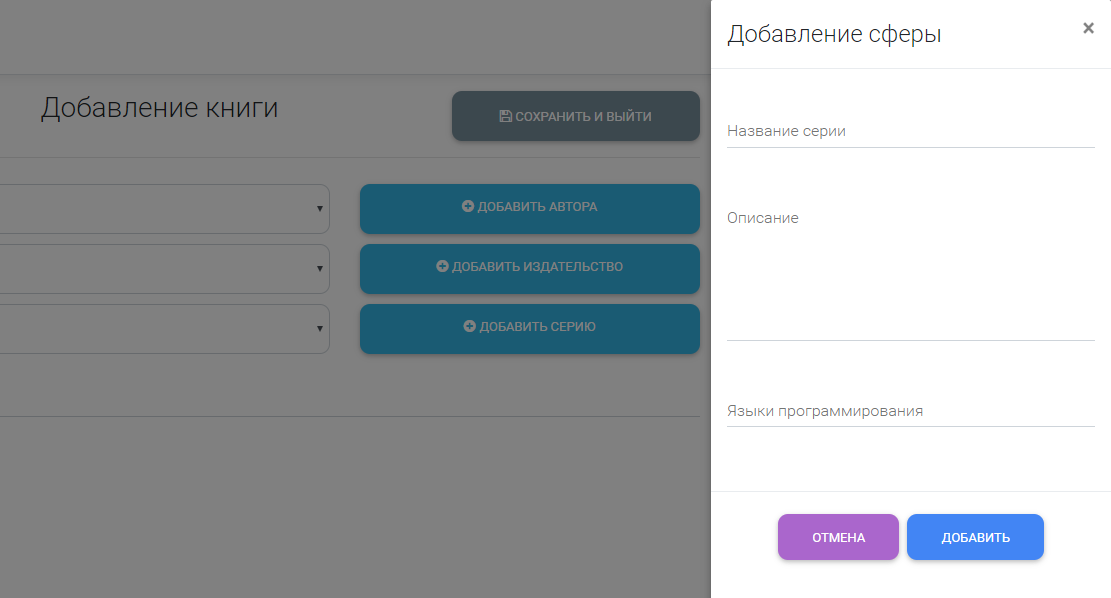 Добавление книги
СОХРАНИТЬ И ВЫЙТИ
ДОБАВИТЬ АВТОРА
ДОБАВИТЬ ИЗДАТЕЛЬСТВО
ДОБАВИТЬ СЕРИЮ
Добавление сферы
×
Название серии
Описание
Языки программирования
ОТМЕНА
ДОБАВИТЬ